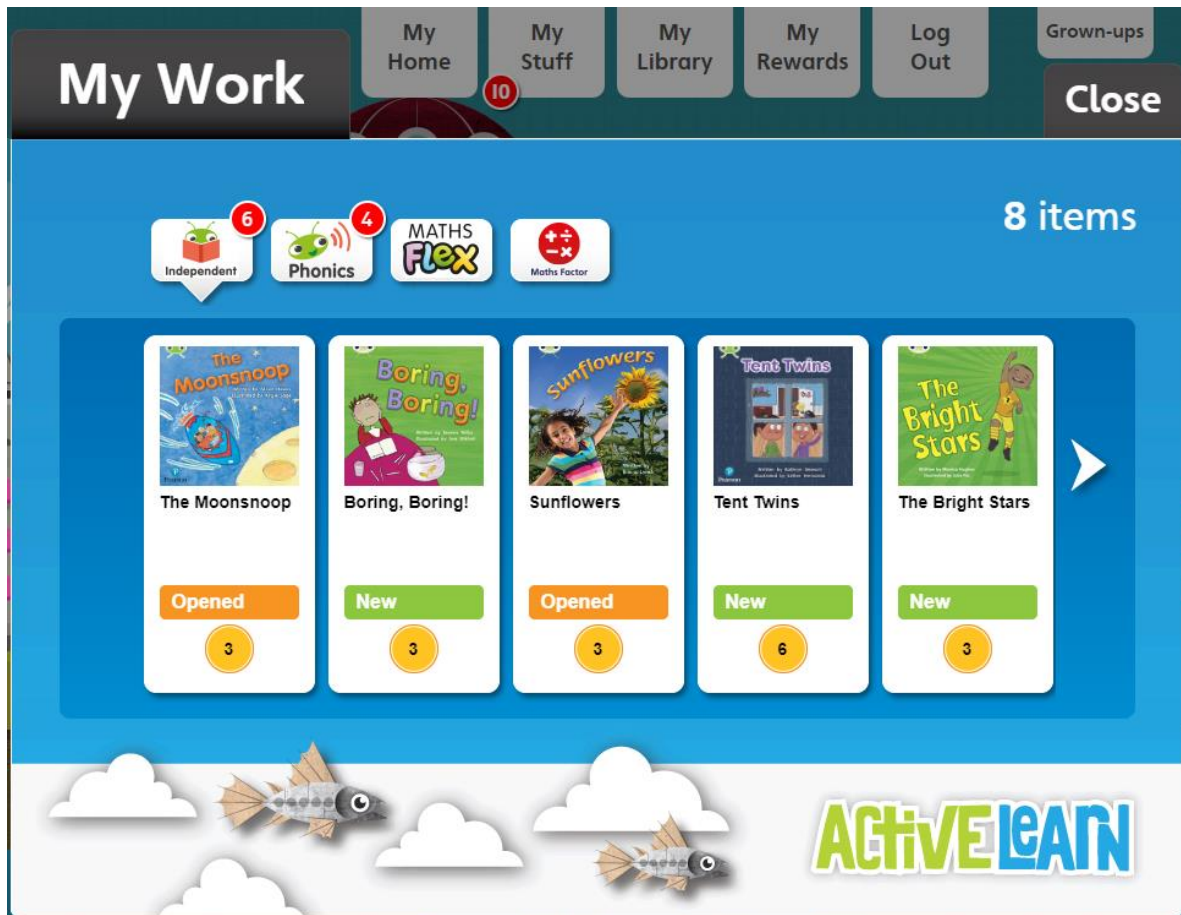 My Work
My Home
My Stuff
My Library
My Rewards
Log Out
Grown-ups
Close
10
6
4
Independent
Phonics
MATHS
FLEX
Maths Factor
8 items
The
Moonsnoop
Pearson
Boring,
Boring!
Sunflowers
Tent Twins
Pearson
The
Bright
Stars
The Moonsnoop
Boring, Boring!
Sunflowers
Tent Twins
The Bright Stars
Opened
New
Opened
New
New
3
3
3
6
3
ACTIVE LEARN